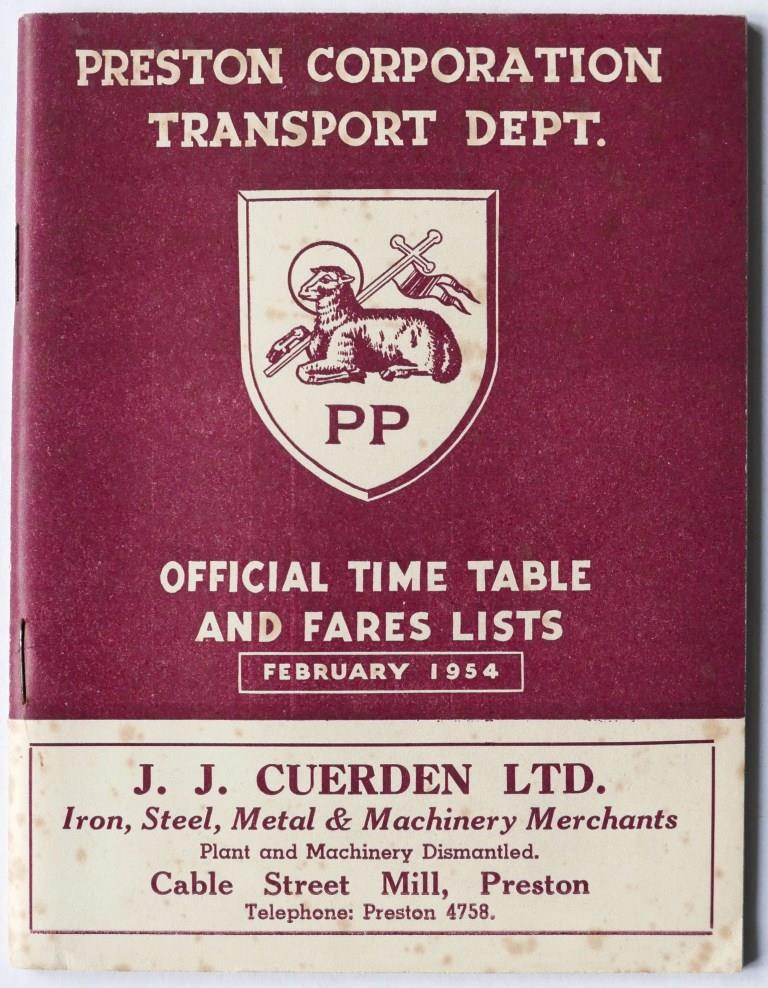 PRESTON CORPORATION
TRANSPORT DEPT.
PP
OFFICIAL TIME TABLE
AND FARES LISTS
FEBRUARY 1954
J. J. CUERDEN LTD.
Iron, Steel, Metal & Machinery Merchants
Plant and Machinery Dismantled.
Cable Street Mill, Preston
Telephone: Preston 4758.